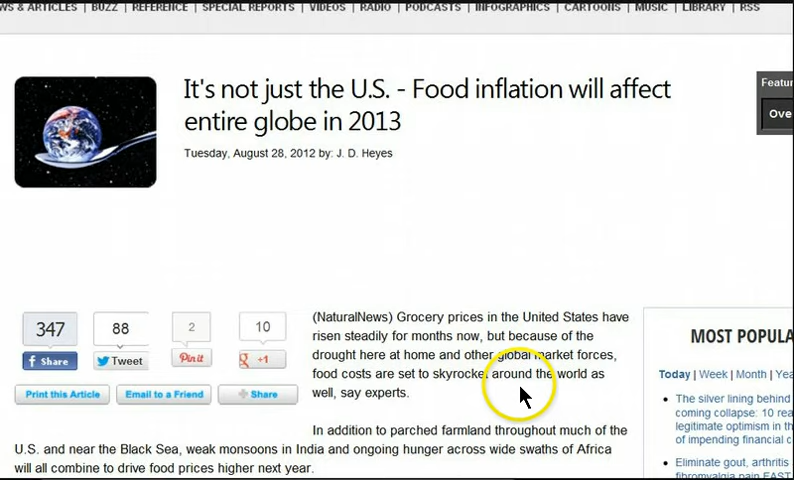 WS & ARTICLES | BUZZ | REFERENCE | SPECIAL REPORTS | VIDEOS | RADIO | PODCASTS | INFOGRAPHICS | CARTOONS | MUSIC | LIBRARY | RSS
It's not just the U.S. - Food inflation will affect
entire globe in 2013
Tuesday, August 28, 2012 by: J. D. Heyes
Featur
Ove
347
88
2
10
Share
Tweet
Pin it
g +1
Print this Article
Email to a Friend
Share
(NaturalNews) Grocery prices in the United States have
risen steadily for months now, but because of the
drought here at home and other global market forces,
food costs are set to skyrocket around the world as
well, say experts.
In addition to parched farmland throughout much of the
U.S. and near the Black Sea, weak monsoons in India and ongoing hunger across wide swaths of Africa
will all combine to drive food prices higher next year.
MOST POPULA
Today | Week | Month | Yea
The silver lining behind
coming collapse: 10 rea
legitimate optimism in th
of impending financial c
Eliminate gout, arthritis
fibromyalgia pain FAST